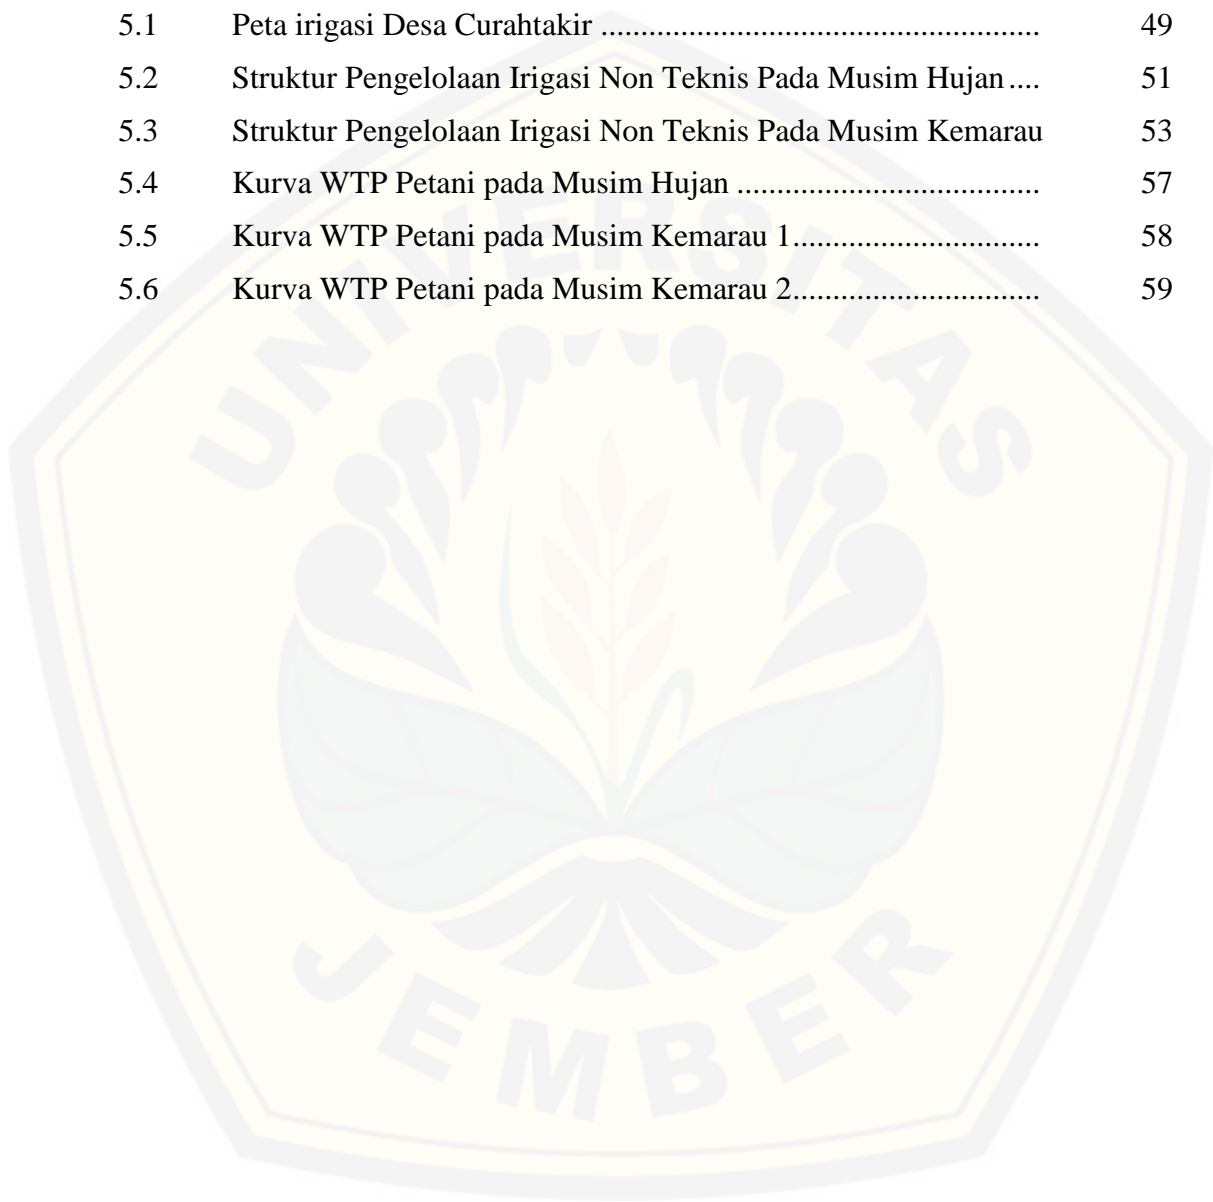 5.1 Peta irigasi Desa Curahtakir ...................................................... 49
5.2 Struktur Pengelolaan Irigasi Non Teknis Pada Musim Hujan .... 51
5.3 Struktur Pengelolaan Irigasi Non Teknis Pada Musim Kemarau 53
5.4 Kurva WTP Petani pada Musim Hujan ..................................... 57
5.5 Kurva WTP Petani pada Musim Kemarau 1.............................. 58
5.6 Kurva WTP Petani pada Musim Kemarau 2.............................. 59
UNIVERSITAS
JEMBER